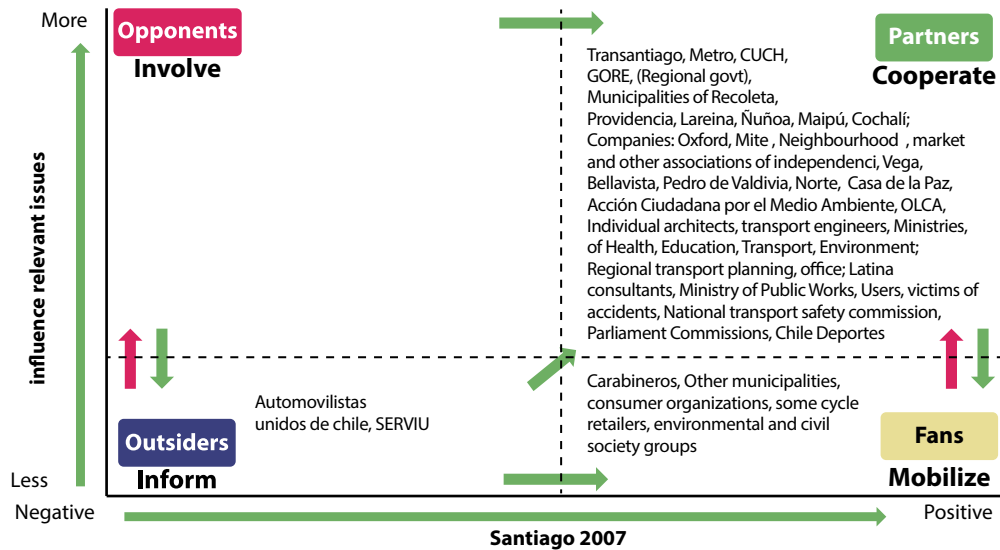 More
Opponents
Involve
Partners
Cooperate
Transantiago, Metro, CUCH,
GORE, (Regional govt),
Municipalities of Recoleta,
Providencia, Lareina, Ñuñoa, Maipú, Cochalí;
Companies: Oxford, Mite , Neighbourhood , market
and other associations of independenci, Vega,
Bellavista, Pedro de Valdivia, Norte, Casa de la Paz,
Acción Ciudadana por el Medio Ambiente, OLCA,
Individual architects, transport engineers, Ministries,
of Health, Education, Transport, Environment;
Regional transport planning, office; Latina
consultants, Ministry of Public Works, Users, victims of
accidents, National transport safety commission,
Parliament Commissions, Chile Deportes
influence relevant issues
Automovilistas
unidos de chile, SERVIU
Carabineros, Other municipalities,
consumer organizations, some cycle
retailers, environmental and civil
society groups
Outsiders
Inform
Fans
Mobilize
Less
Negative
Positive
Santiago 2007